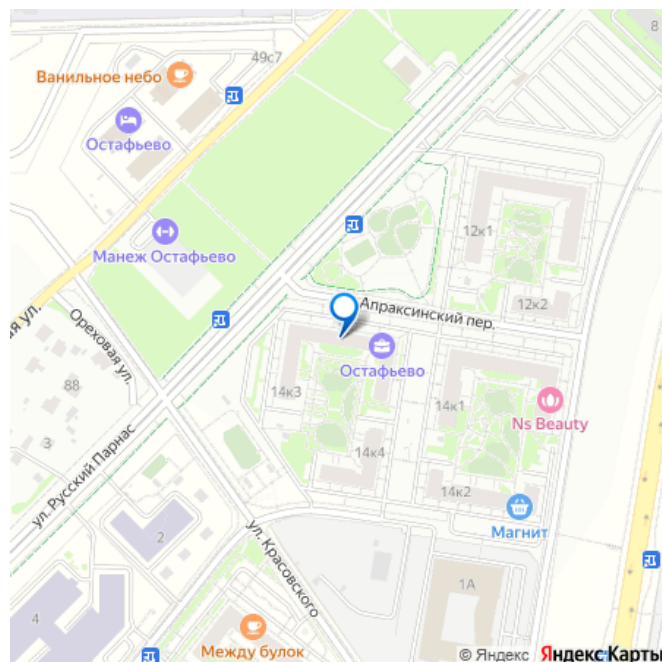 8
49с7
Ванильное небо
Остафьево
12к1
Манеж Остафьево
12к2
Апраксинский пер.
ая ул.
Ореховая ул.
Остафьево
88
14к3
14к1
Ns Beauty
3
ул. Русский Парнас
14к4
14к2
Магнит
2
ул. Красовского
1А
4
Между булок
© Яндекс Яндекс Карты